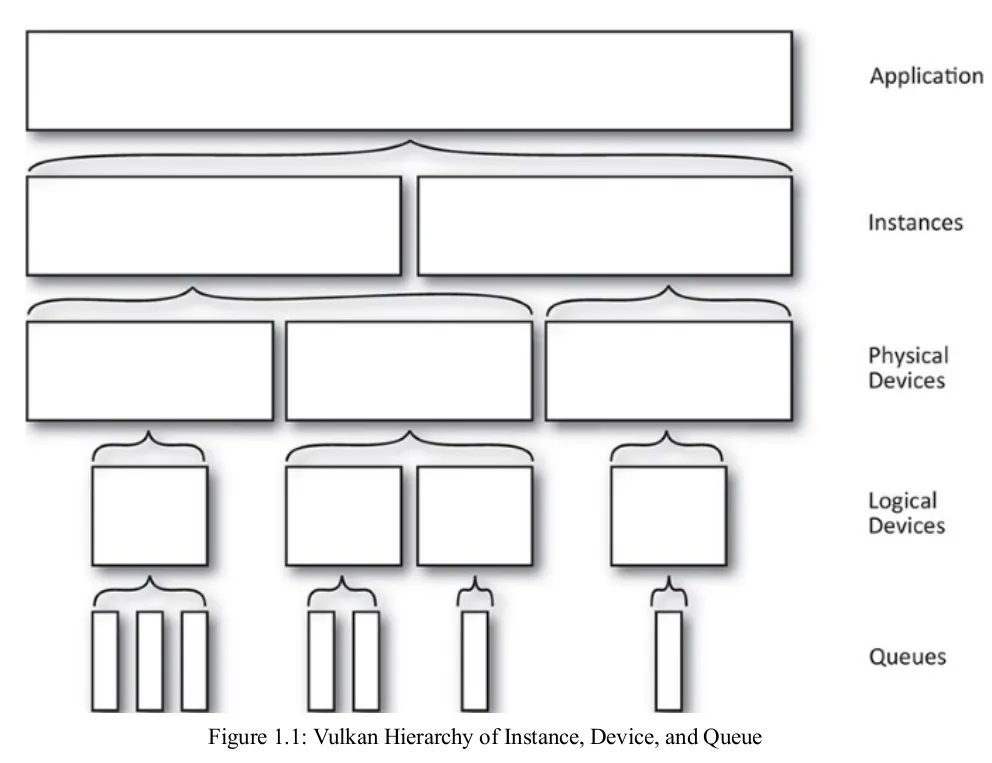 Application
Instances
Physical
Devices
Logical
Devices
Queues
Figure 1.1: Vulkan Hierarchy of Instance, Device, and Queue